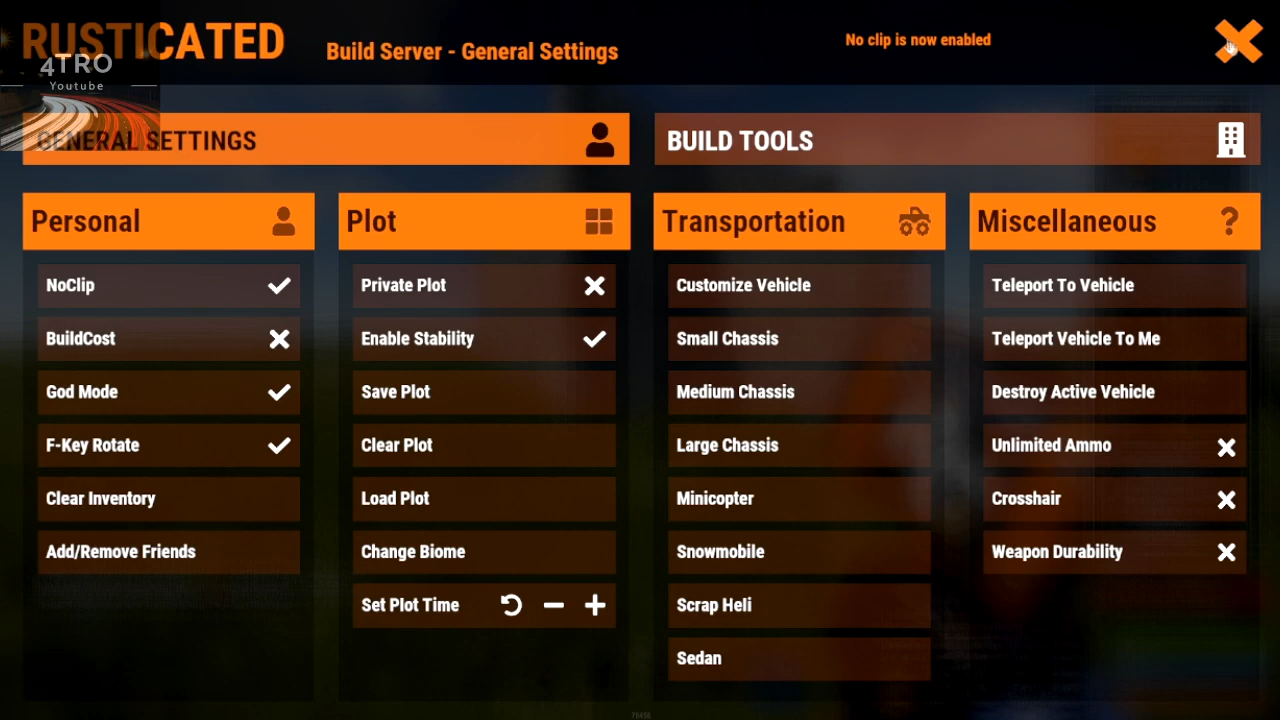 RUSTICATED
Build Server - General Settings
No clip is now enabled
4TRO
Youtube
GENERAL SETTINGS
BUILD TOOLS
Personal
Plot
Transportation
Miscellaneous
?
NoClip
BuildCost
God Mode
F-Key Rotate
Clear Inventory
Add/Remove Friends
Private Plot
Enable Stability
Save Plot
Clear Plot
Load Plot
Change Biome
Set Plot Time
Customize Vehicle
Small Chassis
Medium Chassis
Large Chassis
Minicopter
Snowmobile
Scrap Heli
Sedan
Teleport To Vehicle
Teleport Vehicle To Me
Destroy Active Vehicle
Unlimited Ammo
Crosshair
Weapon Durability